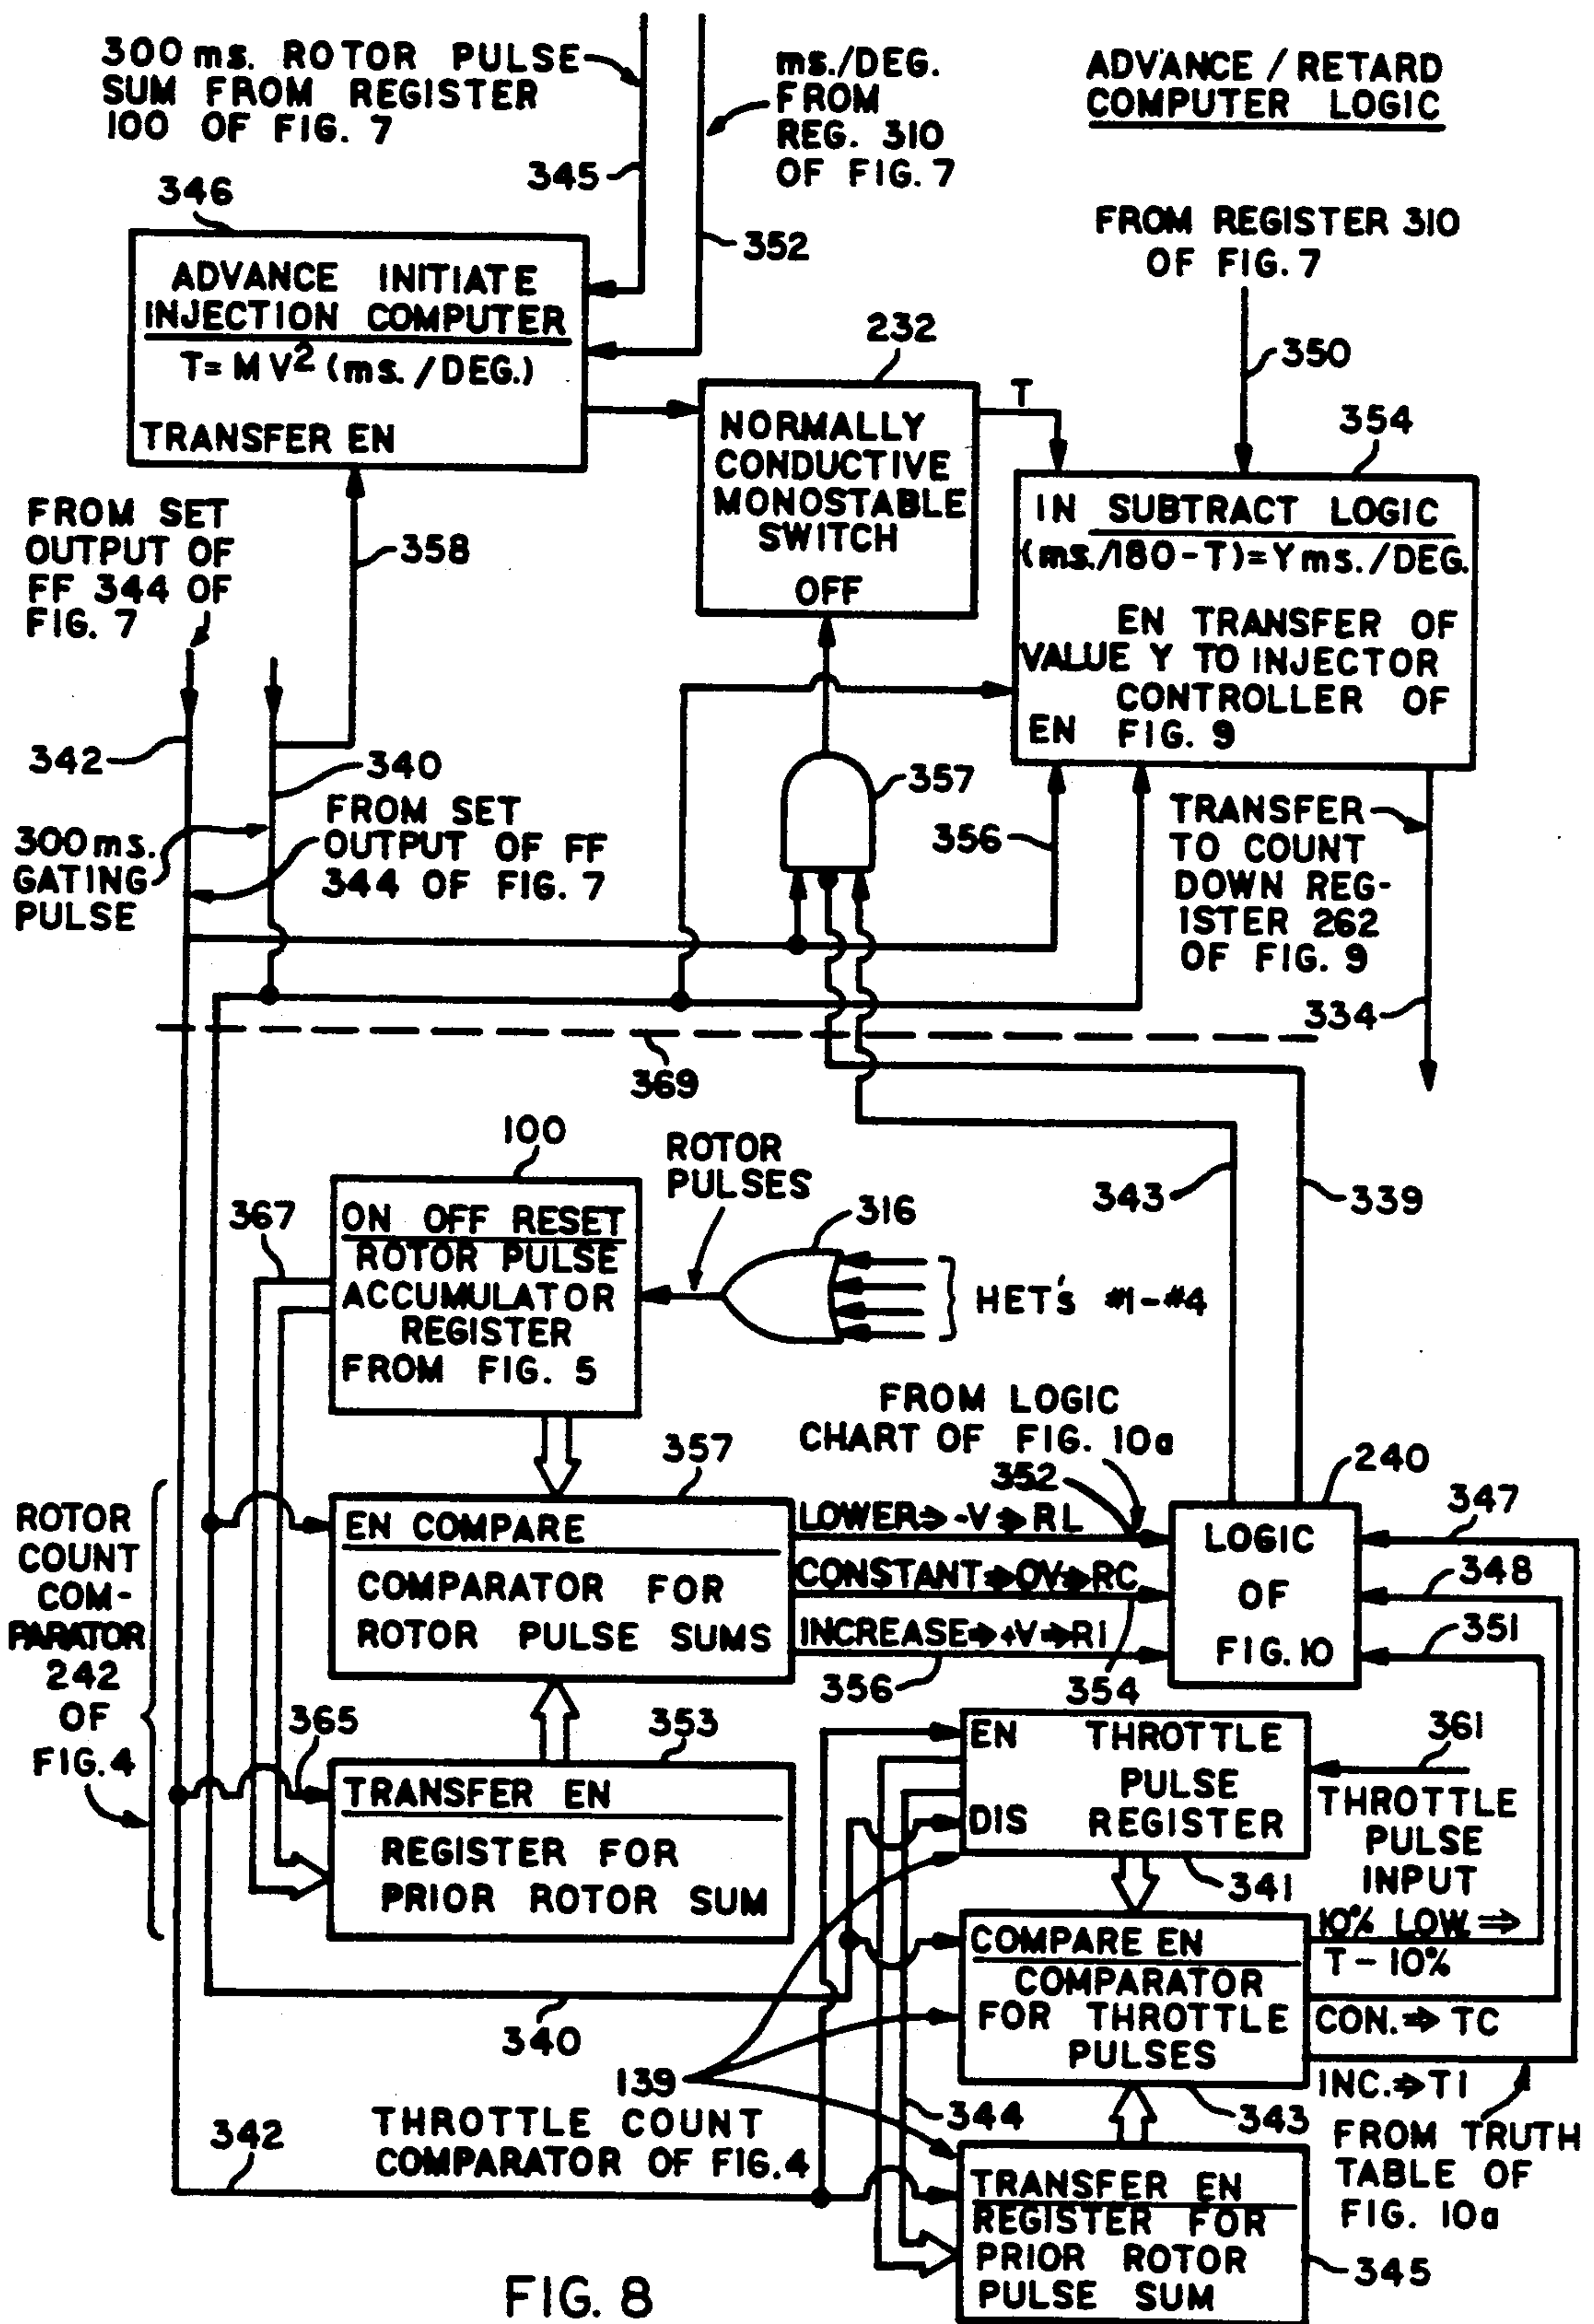 300 ms. ROTOR PULSE
SUM FROM REGISTER
100 OF FIG. 7
345
ms./DEG.
FROM
REG. 310
OF FIG. 7
352
ADVANCE / RETARD
COMPUTER LOGIC
346
ADVANCE INITIATE
INJECTION COMPUTER
T=MV² (ms./DEG.)
TRANSFER EN
FROM REGISTER 310
OF FIG. 7
350
232
NORMALLY
CONDUCTIVE
MONOSTABLE
SWITCH
OFF
T
354
IN SUBTRACT LOGIC
(ms./180-T)=Yms./DEG.
EN TRANSFER OF
VALUE Y TO INJECTOR
CONTROLLER OF
EN FIG. 9
FROM SET
OUTPUT OF
FF 344 OF
FIG. 7
358
342
340
300ms.
GATING
PULSE
FROM SET
OUTPUT OF FF
344 OF FIG. 7
357
356
TRANSFER
TO COUNT
DOWN REG-
ISTER 262
OF FIG. 9
334
369
100
ON OFF RESET
ROTOR PULSE
ACCUMULATOR
REGISTER
FROM FIG. 5
367
ROTOR
PULSES
316
HET'S #1-#4
343
339
FROM LOGIC
CHART OF FIG. 10a
ROTOR
COUNT
COM-
PARATOR
242
OF
FIG.4
357
EN COMPARE
COMPARATOR FOR
ROTOR PULSE SUMS
352
LOWER⇒-V⇒RL
CONSTANT⇒OV⇒RC
INCREASE⇒+V⇒RI
356
354
240
LOGIC
OF
FIG. 10
347
348
351
365
353
TRANSFER EN
REGISTER FOR
PRIOR ROTOR SUM
EN THROTTLE
PULSE
DIS REGISTER
361
THROTTLE
PULSE
INPUT
341
10% LOW ⇒
T-10%
COMPARE EN
COMPARATOR
FOR THROTTLE
PULSES
CON.⇒TC
INC.⇒TI
340
139
344
343
342
THROTTLE COUNT
COMPARATOR OF FIG.4
FROM TRUTH
TABLE OF
FIG. 10a
TRANSFER EN
REGISTER FOR
PRIOR ROTOR
PULSE SUM
345
FIG. 8